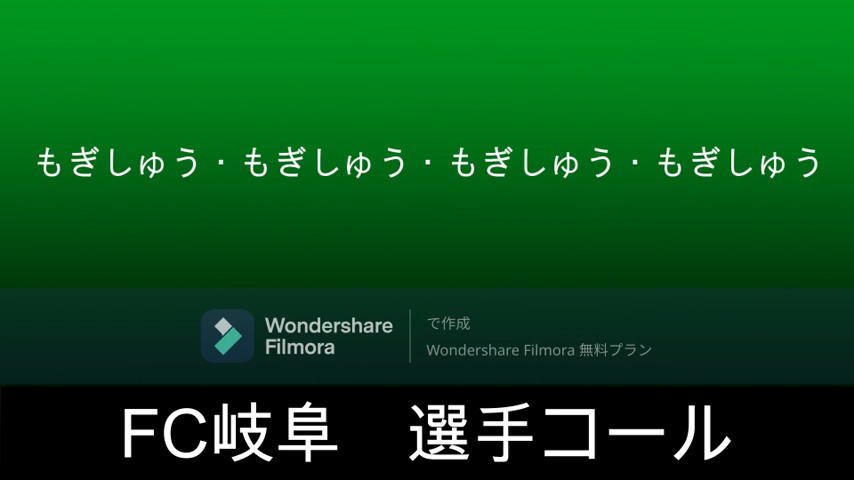 もぎしゅう・もぎしゅう・もぎしゅう・もぎしゅう
Wondershare
Filmora
で作成
Wondershare Filmora 無料プラン
FC岐阜　選手コール